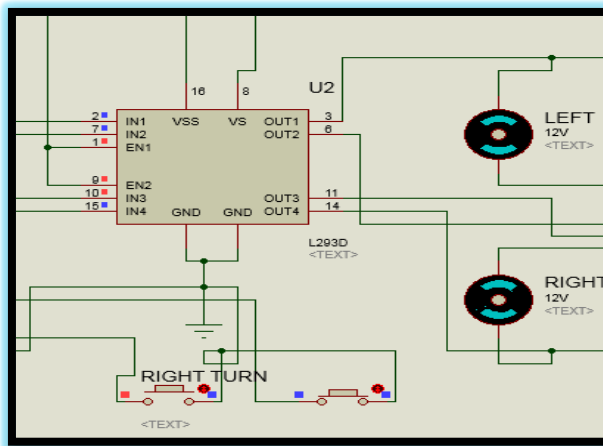 U2
16
8
2 IN1 VSS VS OUT1 3
7 IN2 OUT2 6
1 EN1
9 EN2
10 IN3 OUT3 11
15 IN4 GND GND OUT4 14
L293D
<TEXT>
LEFT
12V
<TEXT>
RIGHT
12V
<TEXT>
RIGHT TURN
<TEXT>